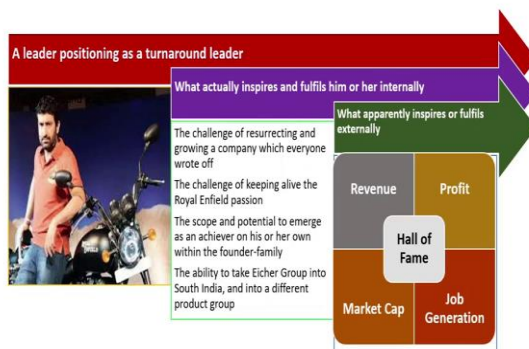 A leader positioning as a turnaround leader
What actually inspires and fulfils him or her internally
What apparently inspires or fulfils
externally
The challenge of resurrecting and
growing a company which everyone
wrote off
The challenge of keeping alive the
Royal Enfield passion
The scope and potential to emerge
as an achiever on his or her own
within the founder-family
The ability to take Eicher Group into
South India, and into a different
product group
Revenue
Profit
Hall of
Fame
Market Cap
Job
Generation